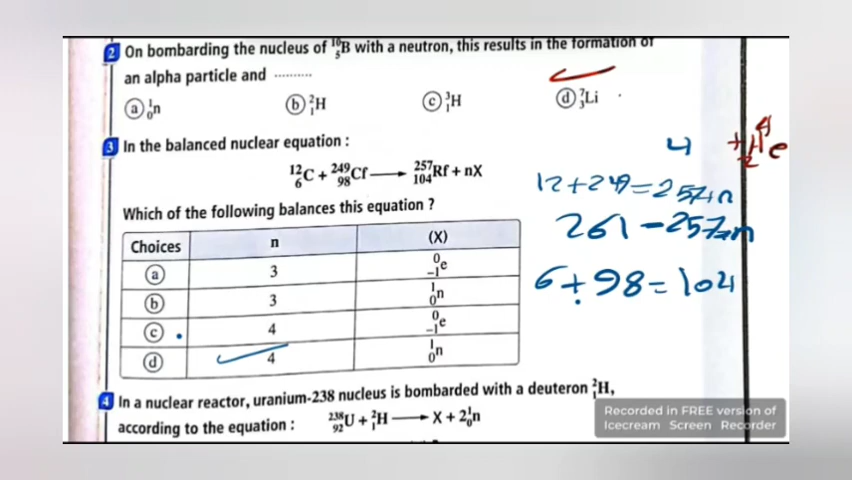 2 On bombarding the nucleus of ¹⁰₅B with a neutron, this results in the formation of
an alpha particle and ..........
a ¹₀n b ²₁H c ³₁H d ⁷₃Li
3 In the balanced nuclear equation :
¹²₆C + ²⁴⁹₉₈Cf → ²⁵⁷₁₀₄Rf + nX
Which of the following balances this equation ?
Choices n (X)
a 3 ⁰₋₁e
b 3 ¹₀n
c 4 ⁰₋₁e
d 4 ¹₀n
4 In a nuclear reactor, uranium-238 nucleus is bombarded with a deuteron ²₁H,
according to the equation : ²³⁸₉₂U + ²₁H → X + 2¹₀n
4
+ ⁴₂He
12 + 249 = 257 + n
261 - 257 = n
6 + 98 = 104
Recorded in FREE version of
Icecream Screen Recorder